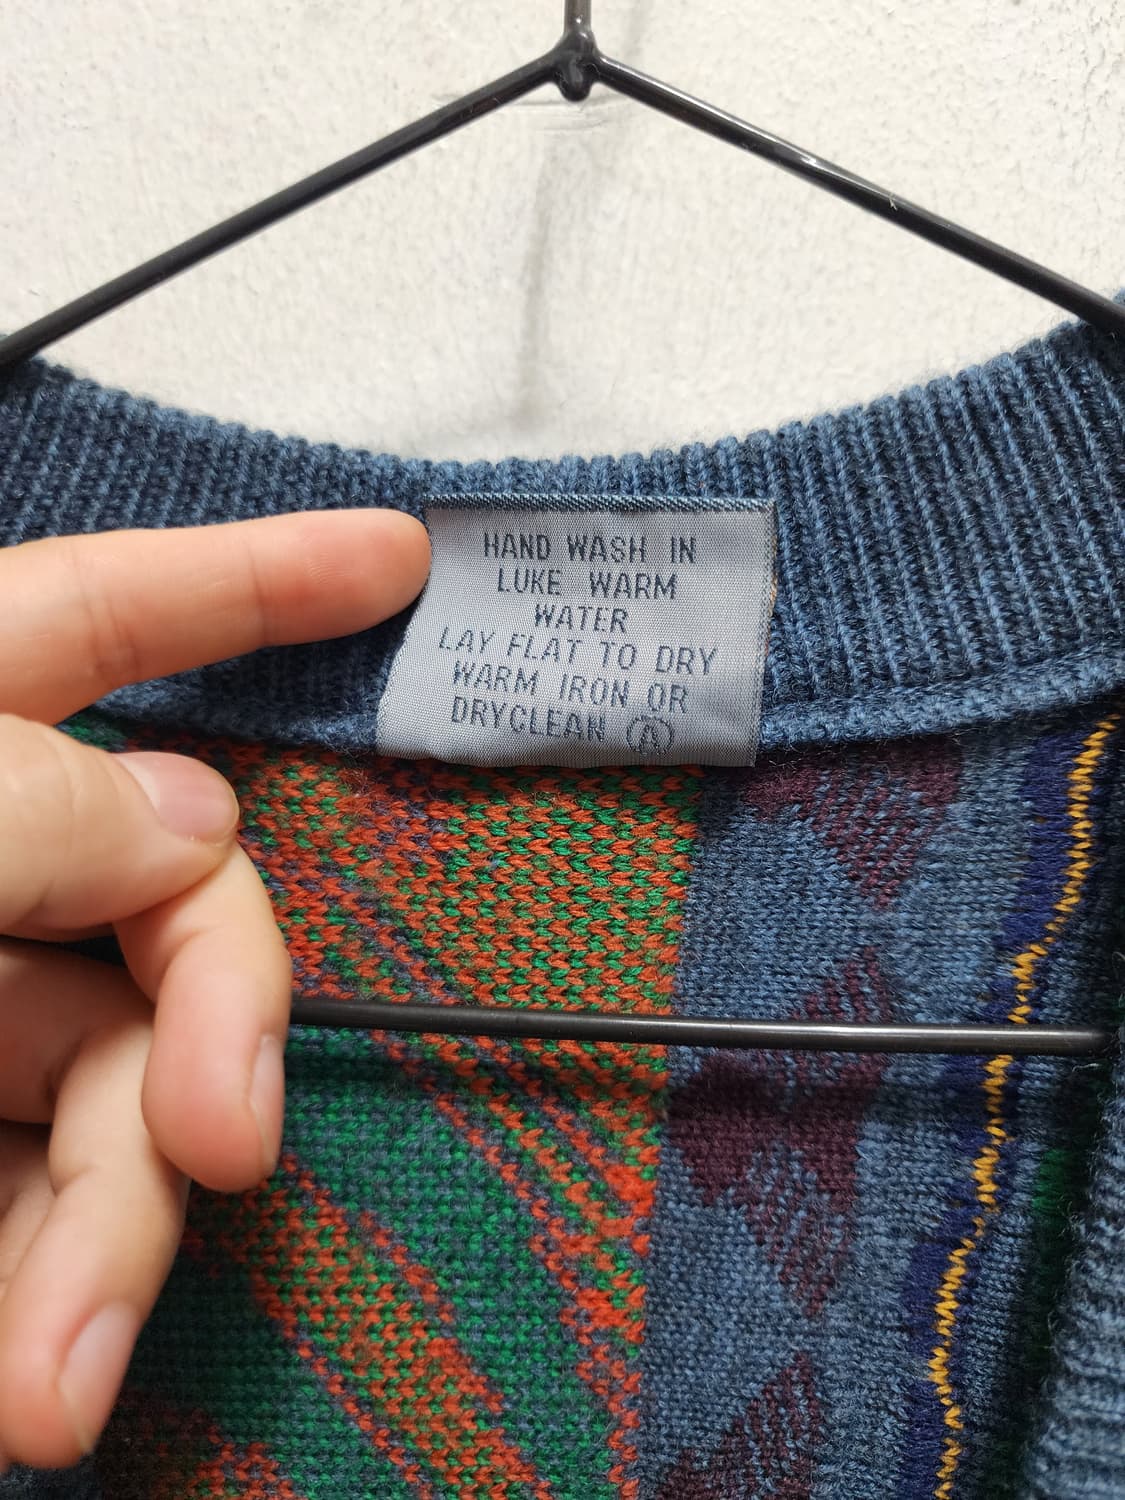 HAND WASH IN
LUKE WARM
WATER
LAY FLAT TO DRY
WARM IRON OR
DRYCLEAN Ⓐ